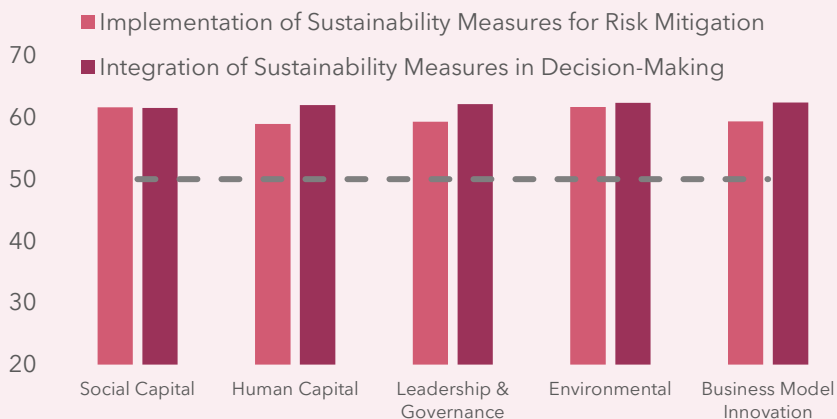 Implementation of Sustainability Measures for Risk Mitigation
Integration of Sustainability Measures in Decision-Making
70
60
50
40
30
20
Social Capital
Human Capital
Leadership &
Governance
Environmental
Business Model
Innovation